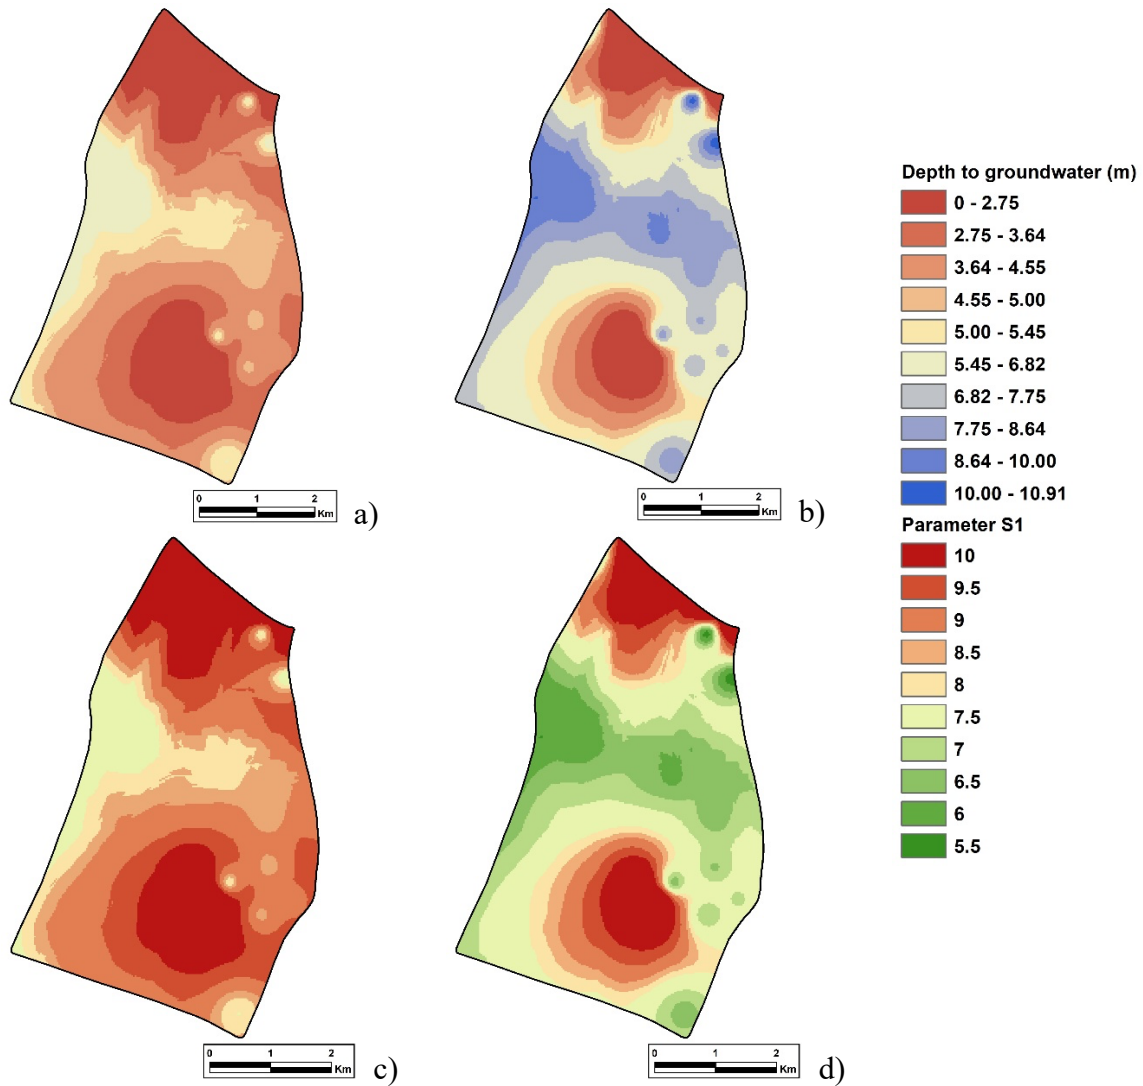 Depth to groundwater (m)
0 - 2.75
2.75 - 3.64
3.64 - 4.55
4.55 - 5.00
5.00 - 5.45
5.45 - 6.82
6.82 - 7.75
7.75 - 8.64
8.64 - 10.00
10.00 - 10.91
Parameter S1
10
9.5
9
8.5
8
7.5
7
6.5
6
5.5
0 1 2
Km
a)
0 1 2
Km
b)
0 1 2
Km
c)
0 1 2
Km
d)